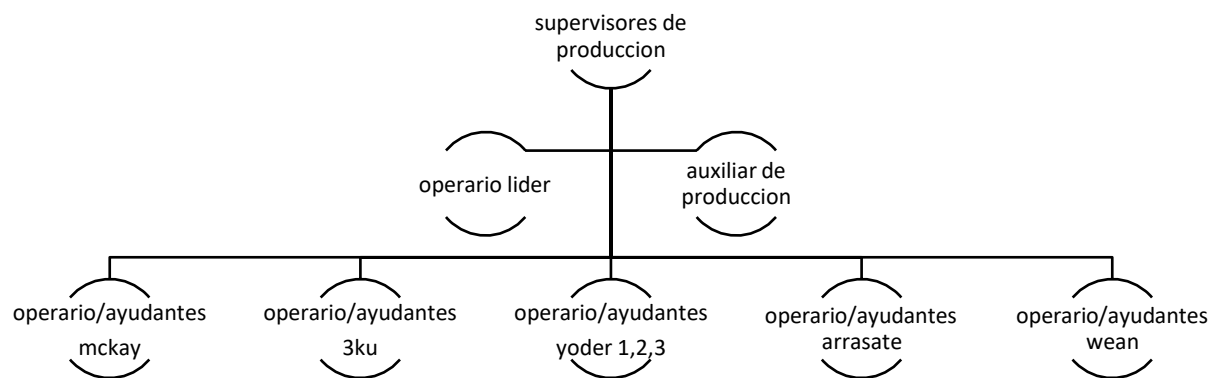 supervisores de
produccion
operario lider
auxiliar de
produccion
operario/ayudantes
mckay
operario/ayudantes
3ku
operario/ayudantes
yoder 1,2,3
operario/ayudantes
arrasate
operario/ayudantes
wean